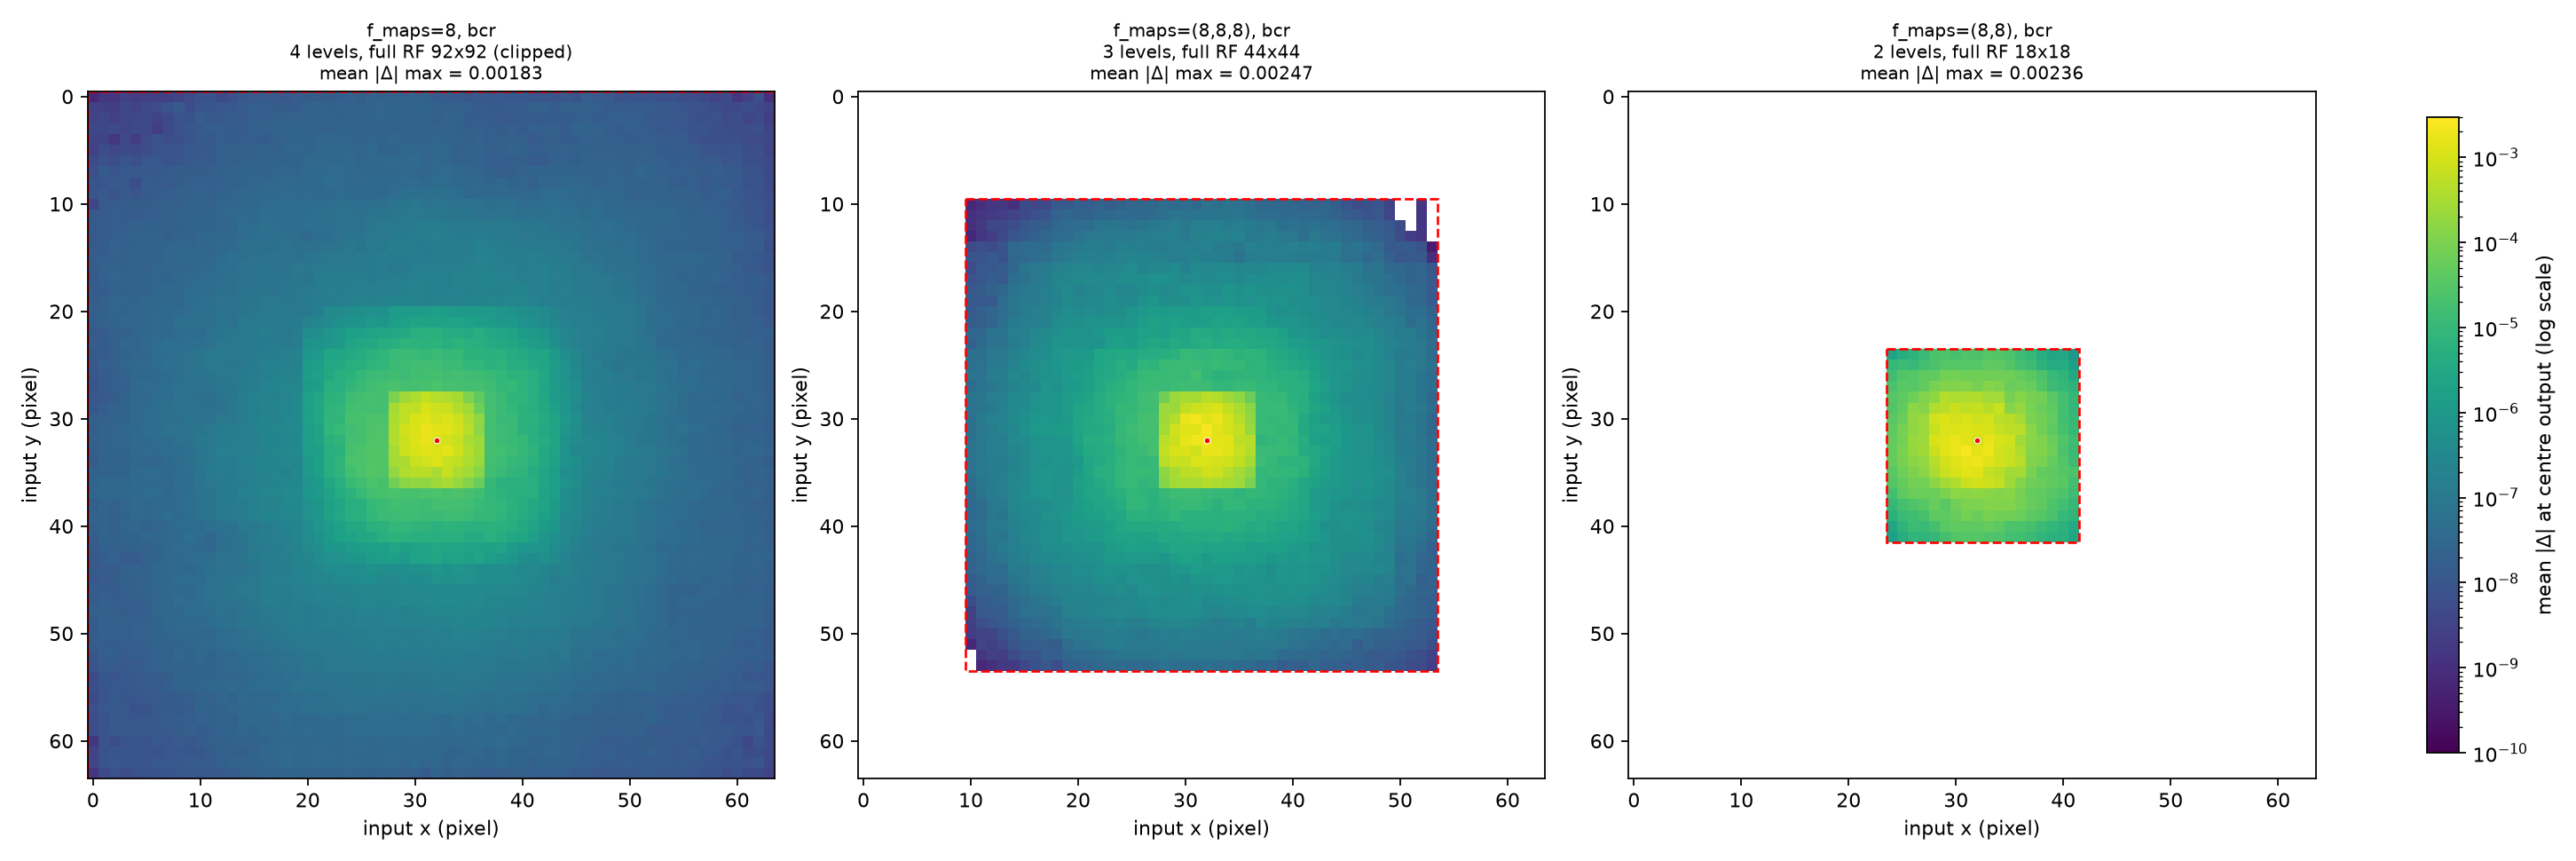 f_maps=8, bcr
4 levels, full RF 92x92 (clipped)
mean |Δ| max = 0.00183
0
10
20
30
40
50
60
input y (pixel)
0 10 20 30 40 50 60
input x (pixel)
f_maps=(8,8,8), bcr
3 levels, full RF 44x44
mean |Δ| max = 0.00247
0
10
20
30
40
50
60
input y (pixel)
0 10 20 30 40 50 60
input x (pixel)
f_maps=(8,8), bcr
2 levels, full RF 18x18
mean |Δ| max = 0.00236
0
10
20
30
40
50
60
input y (pixel)
0 10 20 30 40 50 60
input x (pixel)
10⁻³
10⁻⁴
10⁻⁵
10⁻⁶
10⁻⁷
10⁻⁸
10⁻⁹
10⁻¹⁰
mean |Δ| at centre output (log scale)